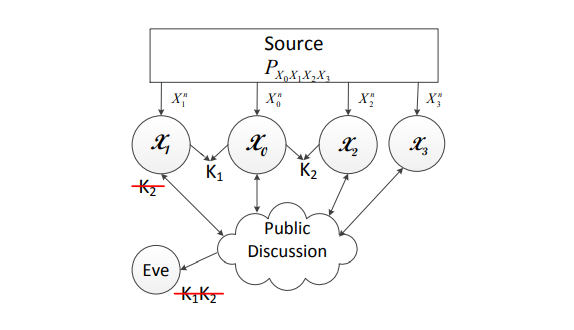 Source
P_{X_0X_1X_2X_3}
X_1^n X_0^n X_2^n X_3^n
𝒳_1 𝒳_0 𝒳_2 𝒳_3
K_1 K_2
K_2
Public
Discussion
Eve
K_1K_2